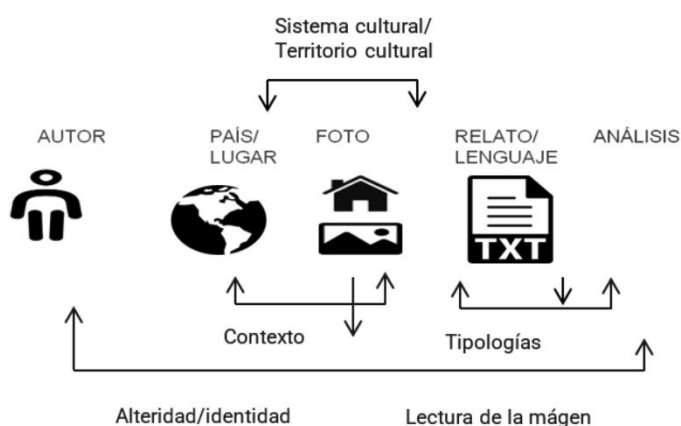 Sistema cultural/
Territorio cultural
AUTOR
PAÍS/
LUGAR
FOTO
RELATO/
LENGUAJE
ANÁLISIS
TXT
Contexto
Tipologías
Alteridad/identidad
Lectura de la mágen